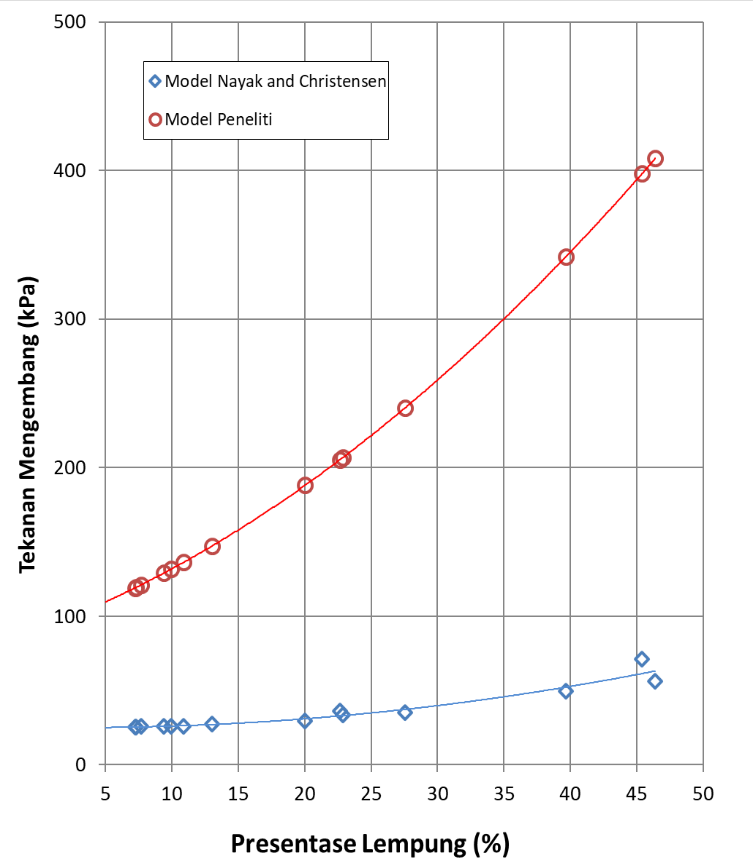 500
Model Nayak and Christensen
Model Peneliti
400
300
200
100
0
Tekanan Mengembang (kPa)
5 10 15 20 25 30 35 40 45 50
Presentase Lempung (%)